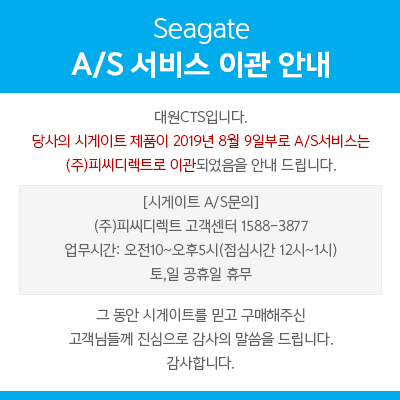 Seagate
A/S 서비스 이관 안내
대원CTS입니다.
당사의 시게이트 제품이 2019년 8월 9일부로 A/S서비스는
(주)피씨디렉트로 이관되었음을 안내 드립니다.
[시게이트 A/S문의]
(주)피씨디렉트 고객센터 1588-3877
업무시간: 오전10~오후5시(점심시간 12시~1시)
토,일 공휴일 휴무
그 동안 시게이트를 믿고 구매해주신
고객님들께 진심으로 감사의 말씀을 드립니다.
감사합니다.